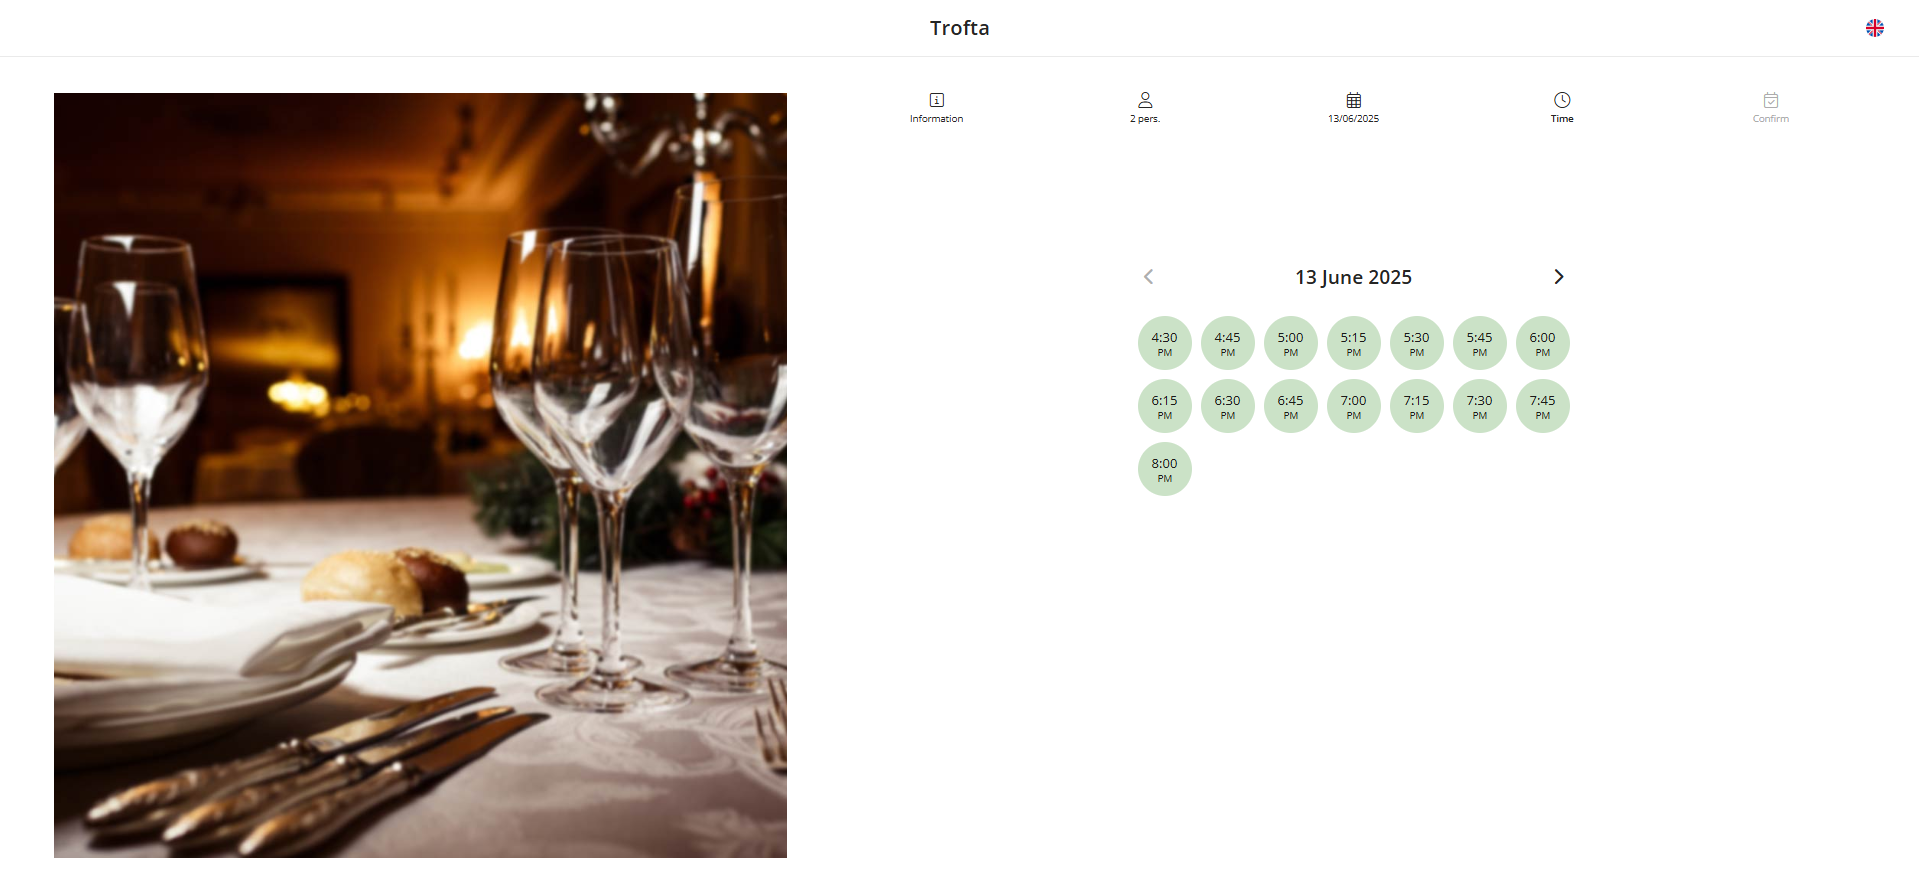 Trofta
Information
2 pers.
13/06/2025
Time
Confirm
13 June 2025
4:30 PM
4:45 PM
5:00 PM
5:15 PM
5:30 PM
5:45 PM
6:00 PM
6:15 PM
6:30 PM
6:45 PM
7:00 PM
7:15 PM
7:30 PM
7:45 PM
8:00 PM